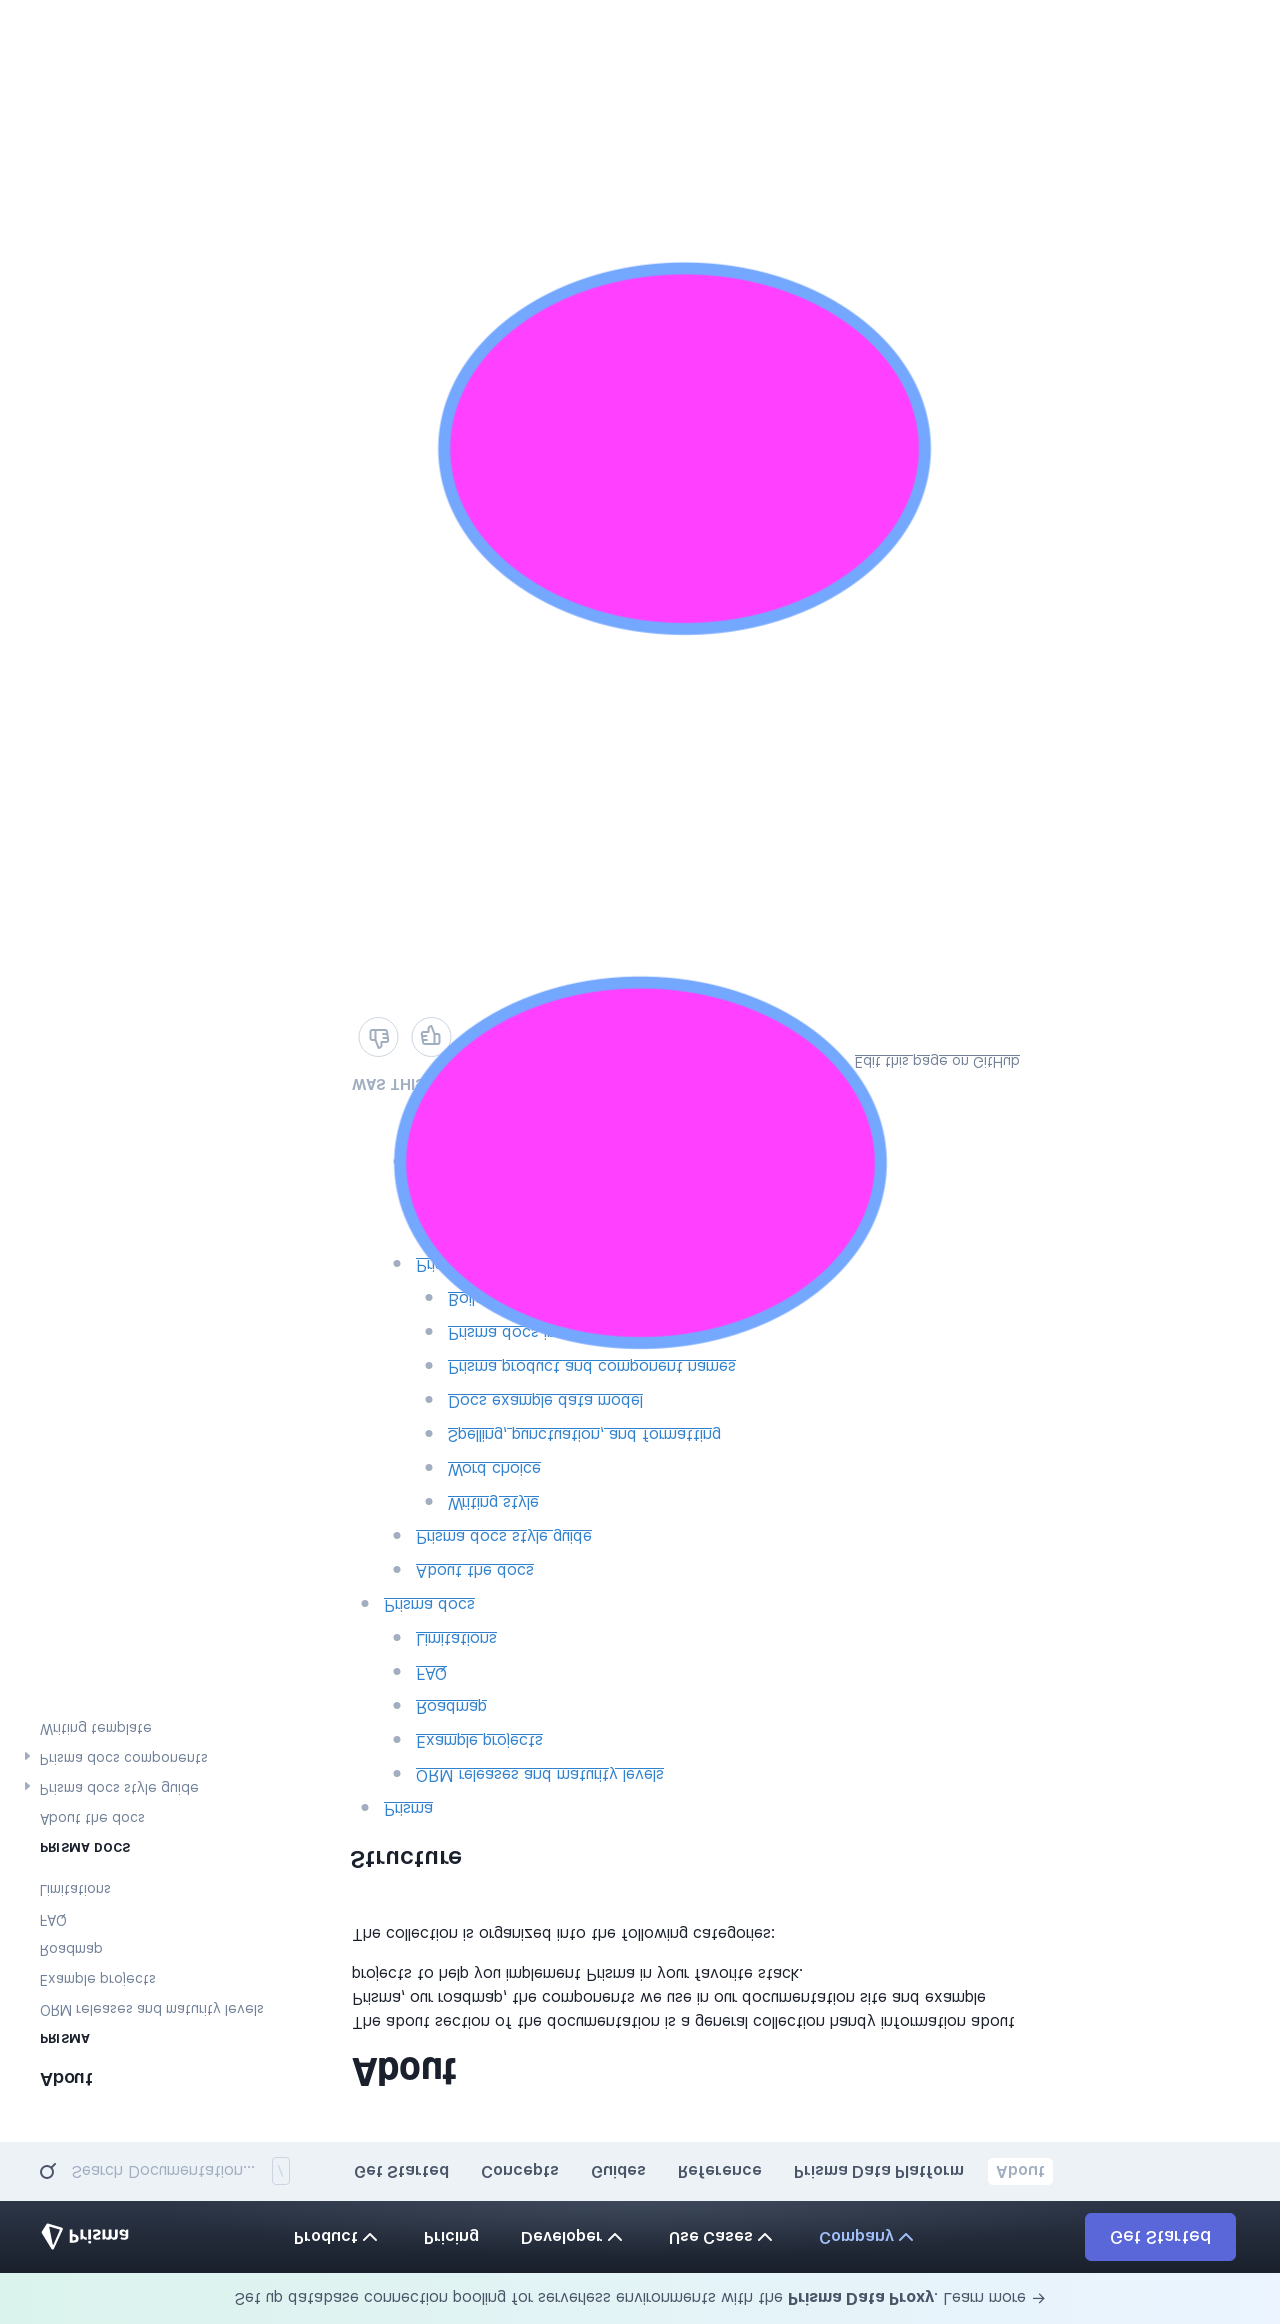 Set up database connection pooling for serverless environments with the Prisma Data Proxy. Learn more →
Prisma
Product
Pricing
Developer
Use Cases
Company
Get Started
Search Documentation...
/
Get Started
Concepts
Guides
Reference
Prisma Data Platform
About
About
PRISMA
ORM releases and maturity levels
Example projects
Roadmap
FAQ
Limitations
PRISMA DOCS
About the docs
Prisma docs style guide
Prisma docs components
Writing template
About
The about section of the documentation is a general collection handy information about
Prisma, our roadmap, the components we use in our documentation site and example
projects to help you implement Prisma in your favorite stack.
The collection is organized into the following categories:
Structure
Prisma
ORM releases and maturity levels
Example projects
Roadmap
FAQ
Limitations
Prisma docs
About the docs
Prisma docs style guide
Writing style
Word choice
Spelling, punctuation, and formatting
Docs example data model
Prisma product and component names
Prisma docs
WAS THIS
Edit this page on GitHub